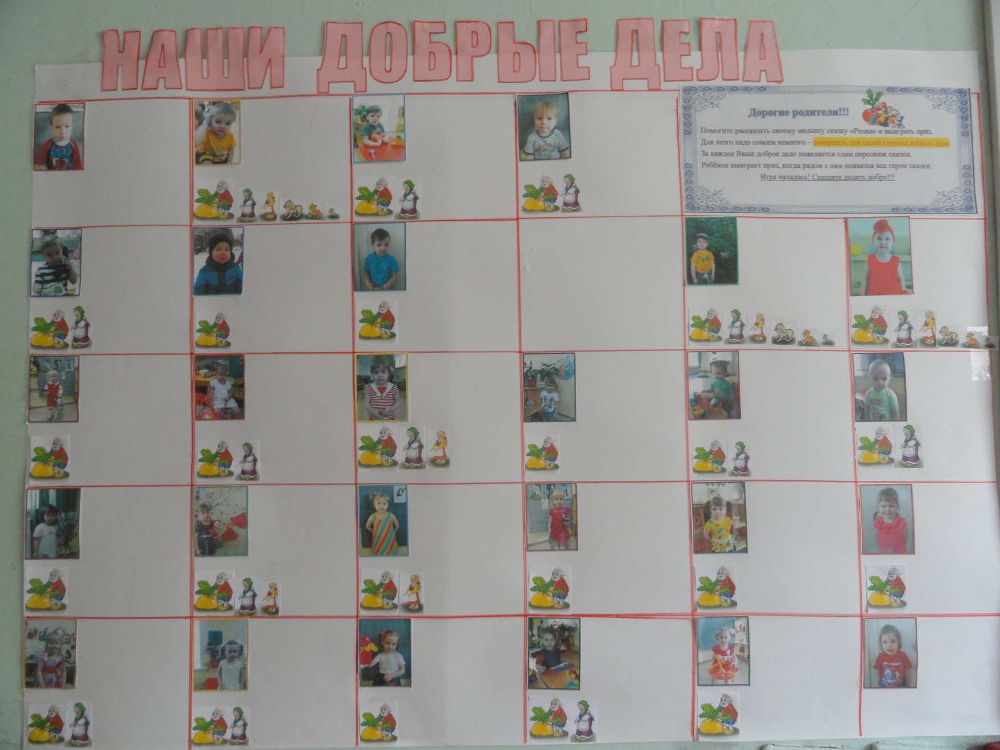 НАШИ ДОБРЫЕ ДЕЛА
Дорогие родители!!!
Помогите рассказать своему малышу сказку «Репка» и выиграть приз.
Для этого надо совсем немного – совершать для своей группы добрые дела.
За каждое Ваше доброе дело появляется один персонаж сказки.
Ребёнок выиграет приз, когда рядом с ним появятся все герои сказки.
Игра началась! Спешите делать добро!!!